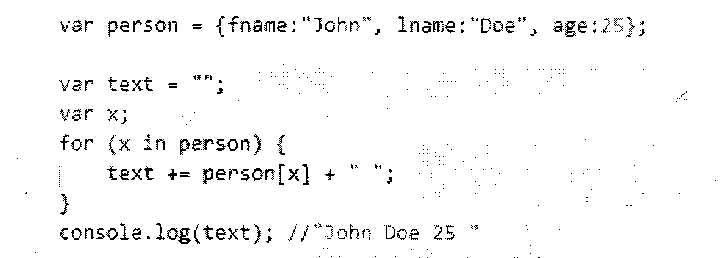 var person = {fname:"John", lname:"Doe", age:25};
var text = "";
var x;
for (x in person) {
    text += person[x] + " ";
}
console.log(text); //"John Doe 25 "